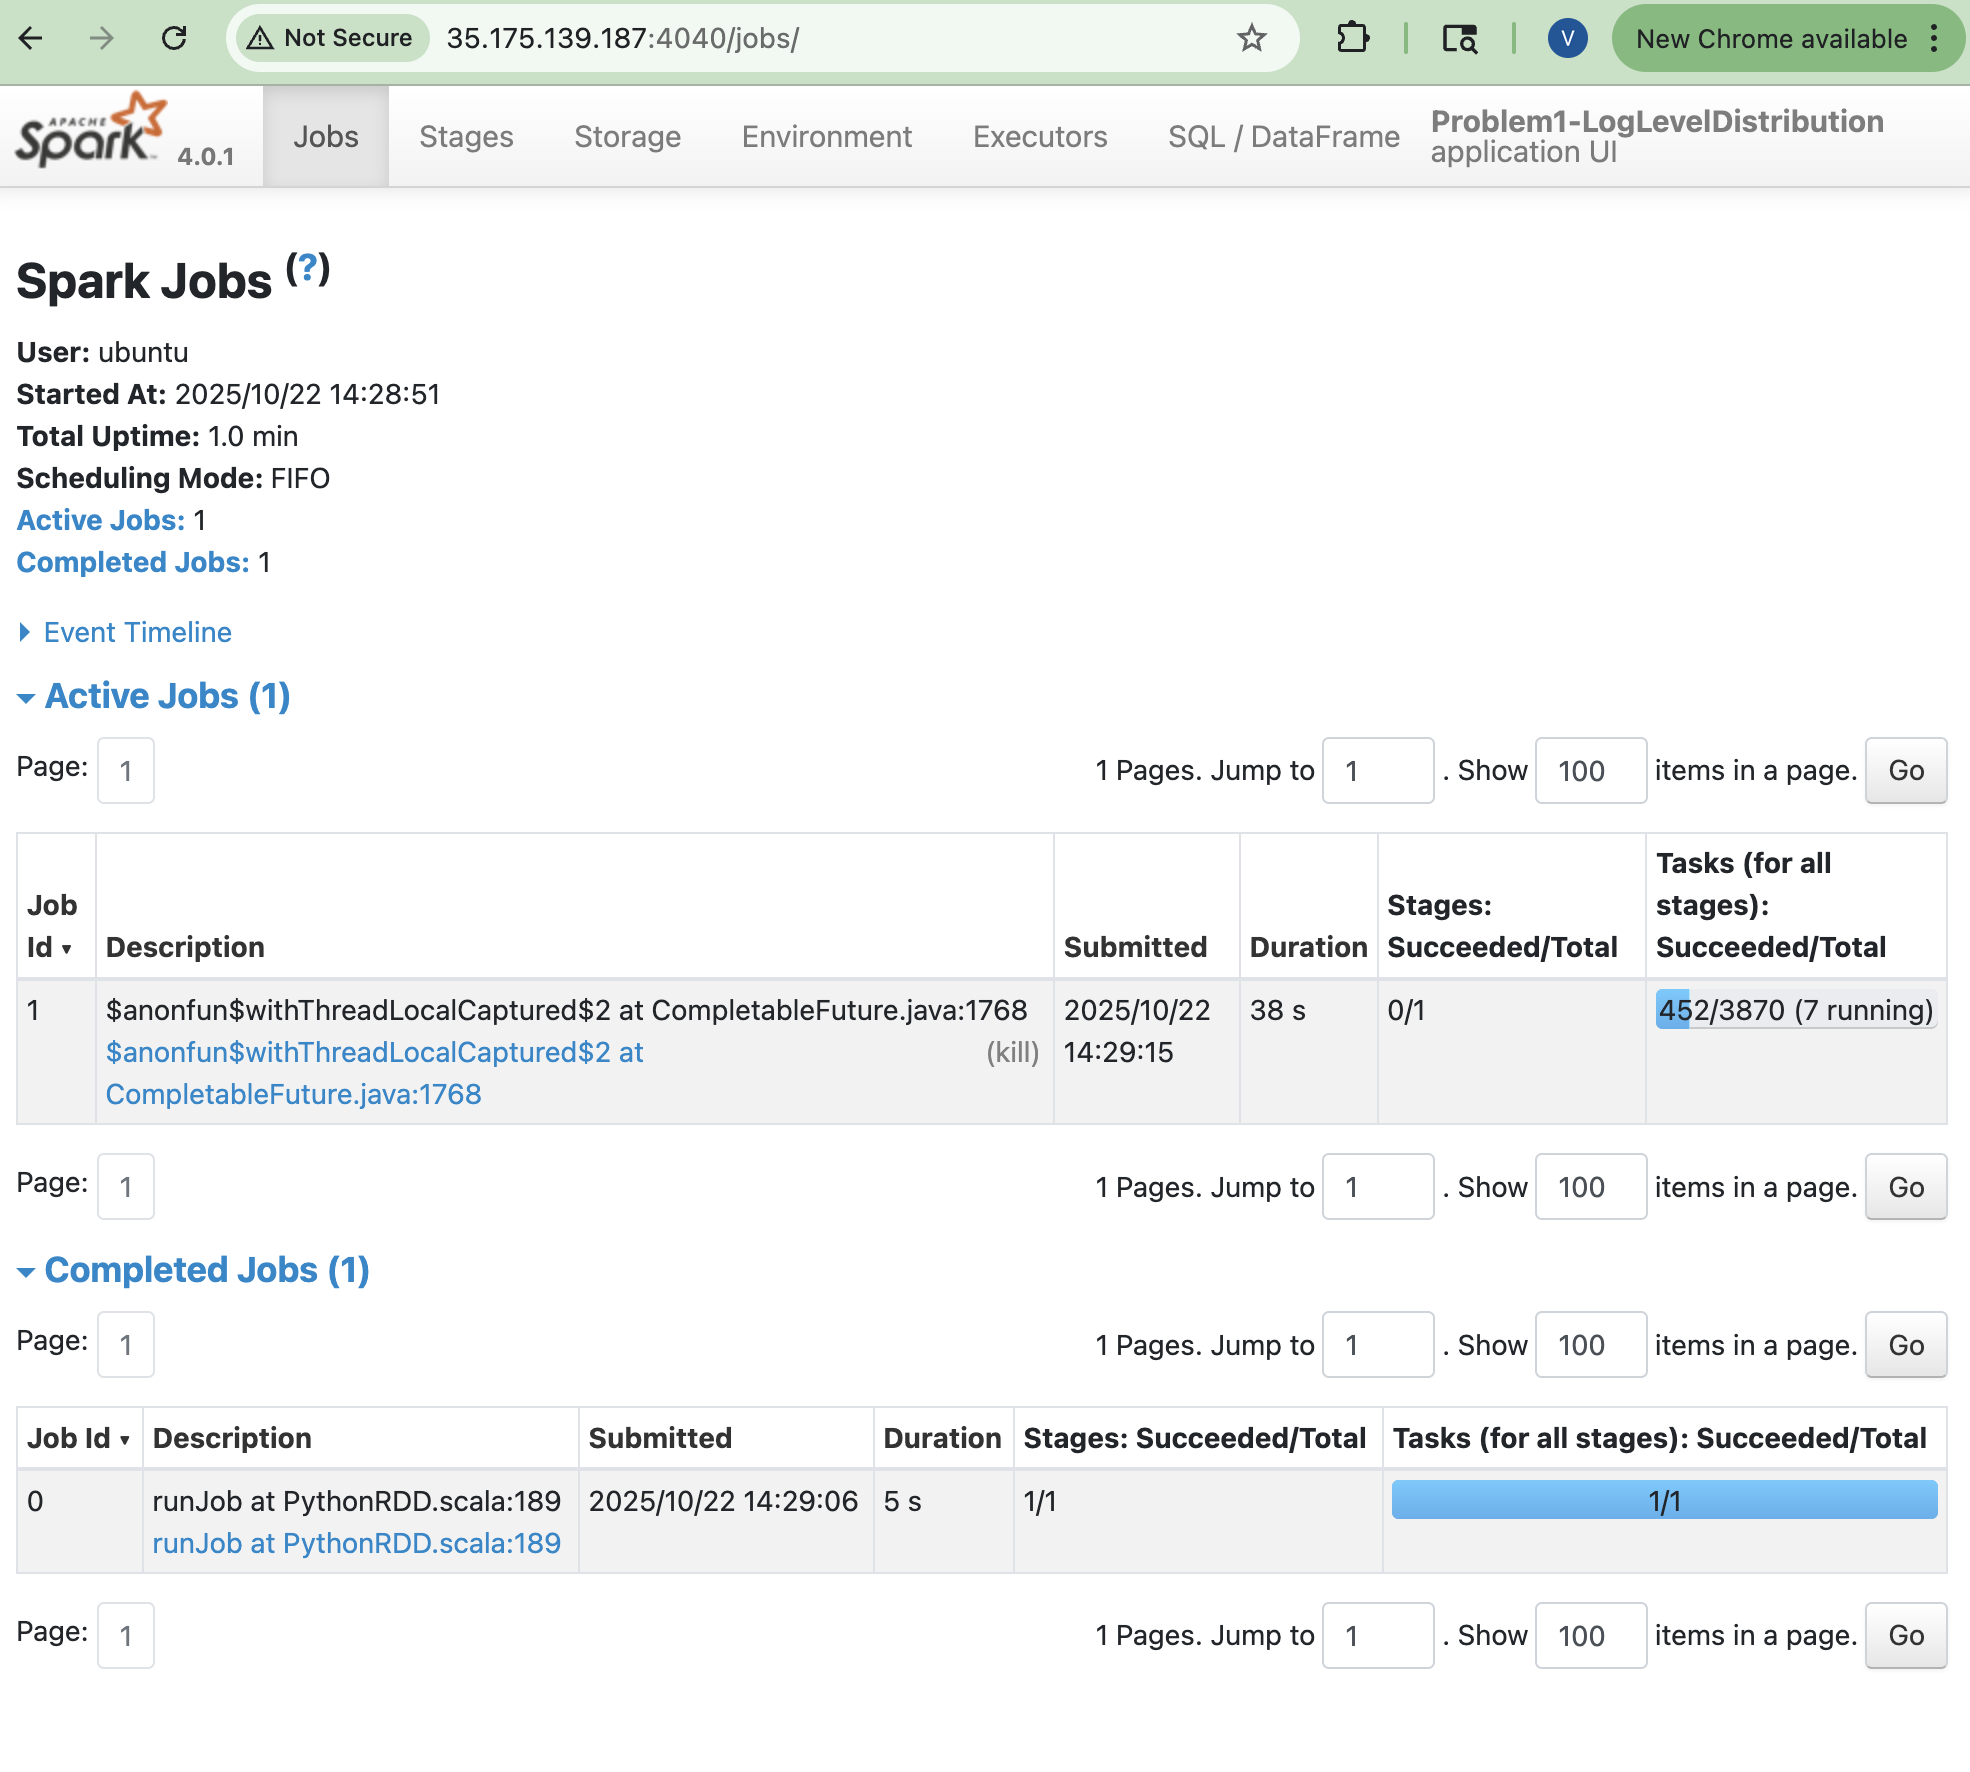 Not Secure 35.175.139.187:4040/jobs/ V New Chrome available
APACHE Spark 4.0.1 Jobs Stages Storage Environment Executors SQL / DataFrame Problem1-LogLevelDistribution
application UI
Spark Jobs (?)
User: ubuntu
Started At: 2025/10/22 14:28:51
Total Uptime: 1.0 min
Scheduling Mode: FIFO
Active Jobs: 1
Completed Jobs: 1
Event Timeline
Active Jobs (1)
Page: 1 1 Pages. Jump to 1 . Show 100 items in a page. Go
Job Id ▾ Description Submitted Duration Stages: Succeeded/Total Tasks (for all stages): Succeeded/Total
1 $anonfun$withThreadLocalCaptured$2 at CompletableFuture.java:1768 2025/10/22 38 s 0/1 452/3870 (7 running)
$anonfun$withThreadLocalCaptured$2 at (kill) 14:29:15
CompletableFuture.java:1768
Page: 1 1 Pages. Jump to 1 . Show 100 items in a page. Go
Completed Jobs (1)
Page: 1 1 Pages. Jump to 1 . Show 100 items in a page. Go
Job Id ▾ Description Submitted Duration Stages: Succeeded/Total Tasks (for all stages): Succeeded/Total
0 runJob at PythonRDD.scala:189 2025/10/22 14:29:06 5 s 1/1 1/1
runJob at PythonRDD.scala:189
Page: 1 1 Pages. Jump to 1 . Show 100 items in a page. Go